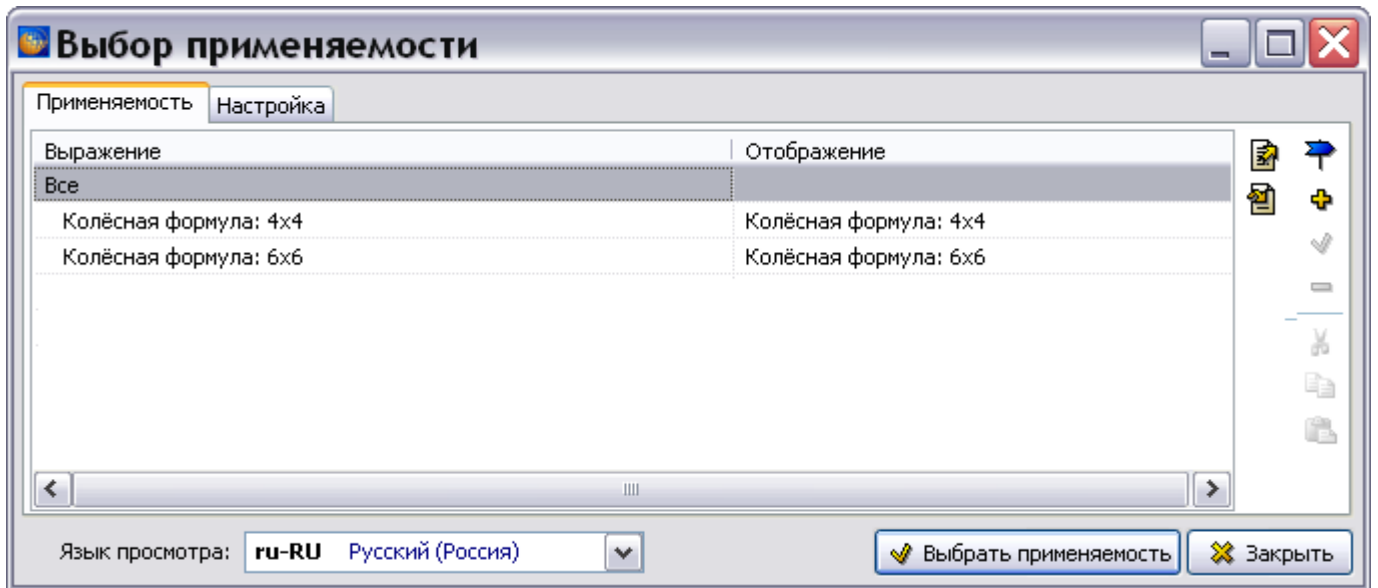 Выбор применяемости
Применяемость Настройка
Выражение Отображение
Все
Колёсная формула: 4x4 Колёсная формула: 4x4
Колёсная формула: 6x6 Колёсная формула: 6x6
Язык просмотра: ru-RU Русский (Россия) Выбрать применяемость Закрыть